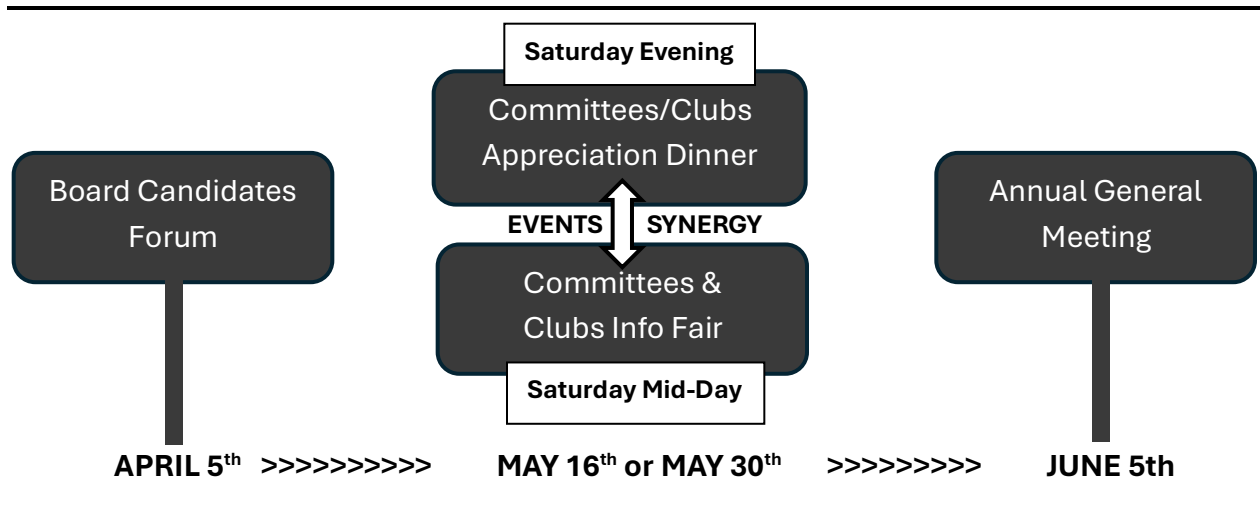 Saturday Evening
Committees/Clubs
Appreciation Dinner
Board Candidates
Forum
EVENTS SYNERGY
Annual General
Meeting
Committees &
Clubs Info Fair
Saturday Mid-Day
APRIL 5th >>>>>>>>>> MAY 16th or MAY 30th >>>>>>>>> JUNE 5th